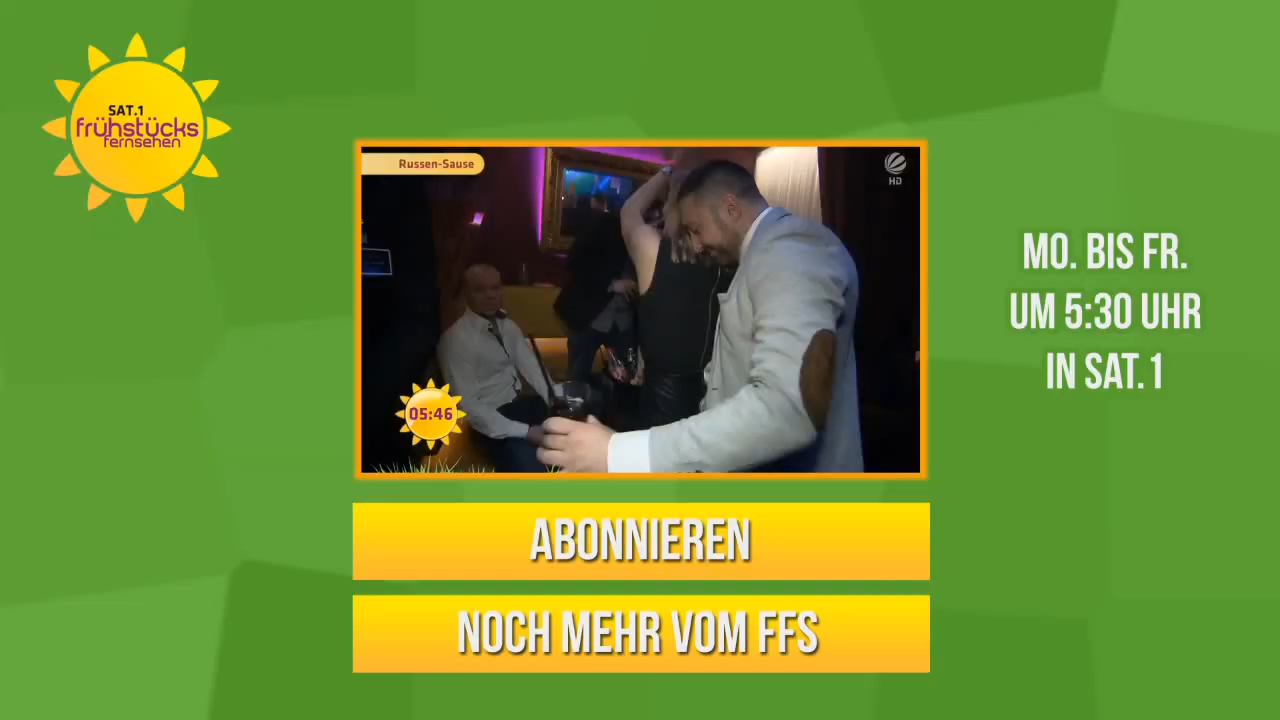 SAT.1
frühstücks
fernsehen
Russen-Sause
HD
05:46
MO. BIS FR.
UM 5:30 UHR
IN SAT.1
ABONNIEREN
NOCH MEHR VOM FFS